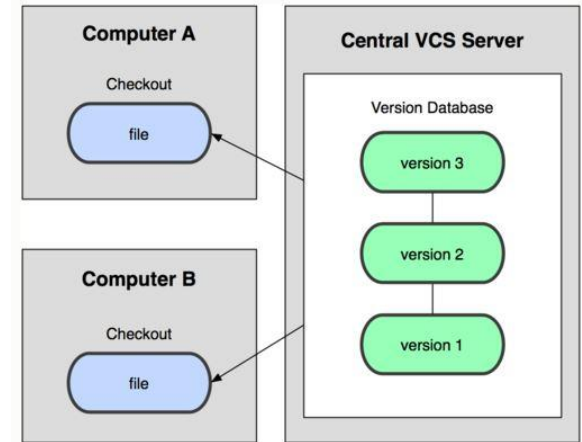 Computer A
Checkout
file
Computer B
Checkout
file
Central VCS Server
Version Database
version 3
version 2
version 1